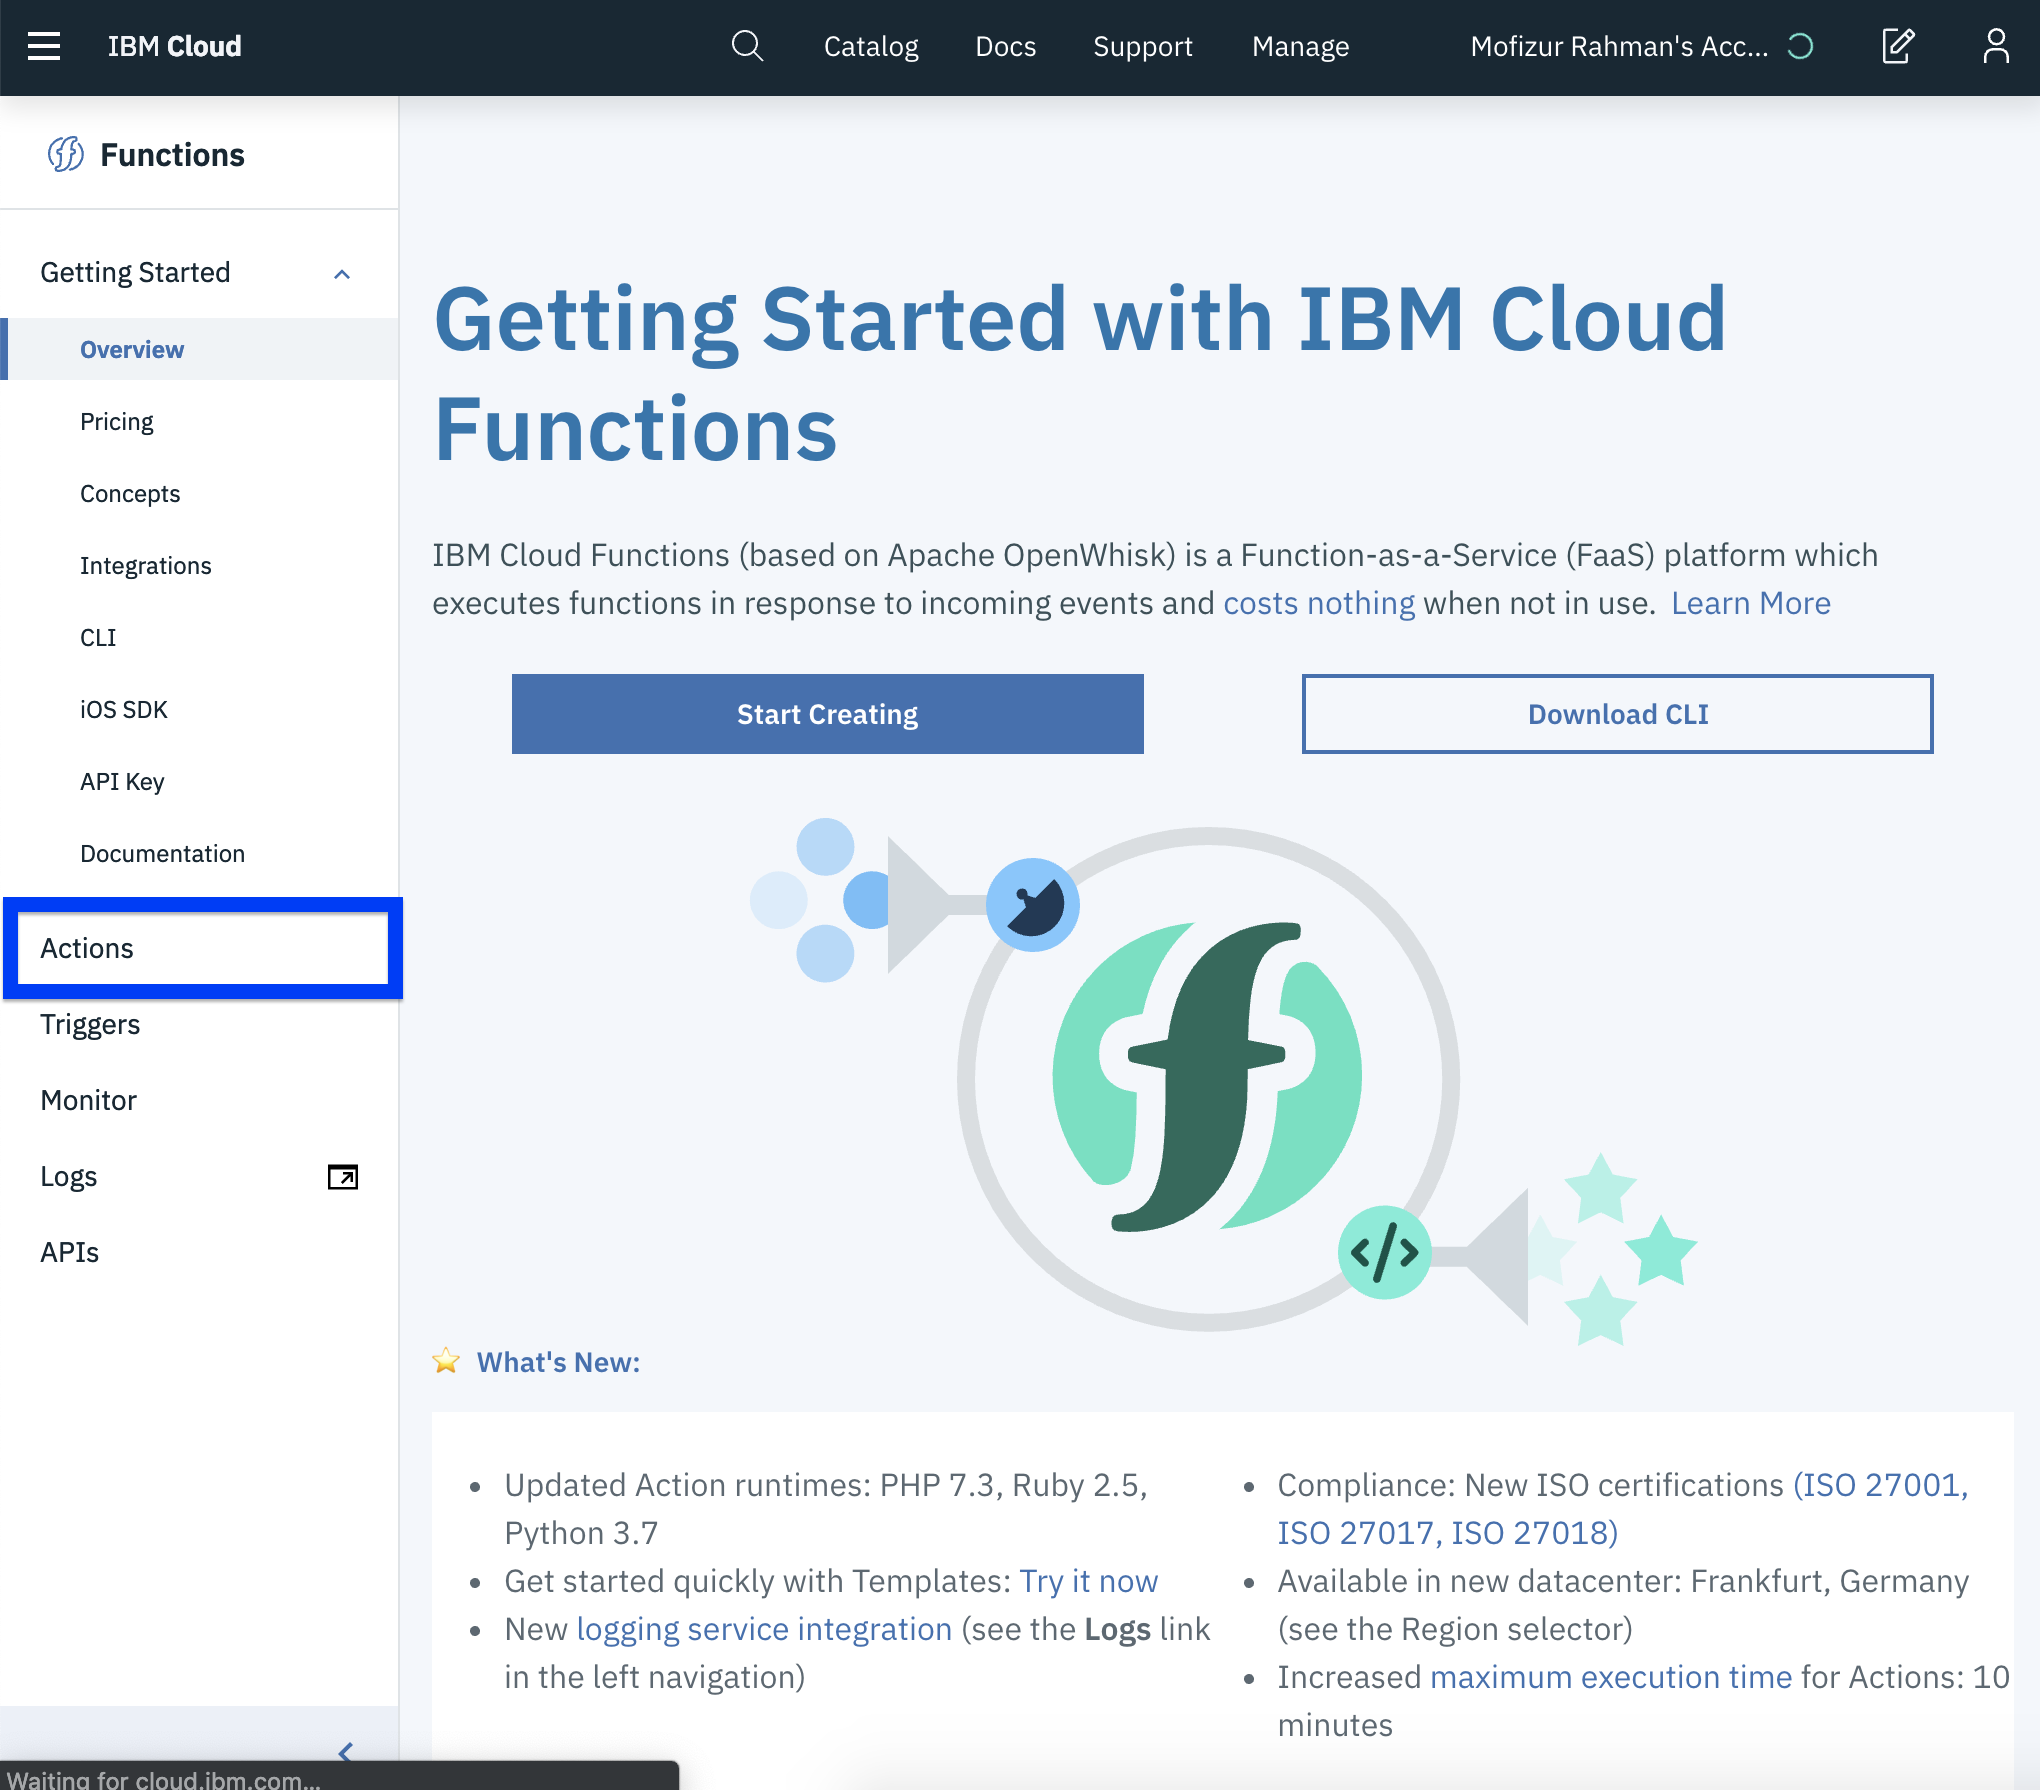 IBM Cloud
Catalog
Docs
Support
Manage
Mofizur Rahman's Acc...
Functions
Getting Started
Overview
Pricing
Concepts
Integrations
CLI
iOS SDK
API Key
Documentation
Actions
Triggers
Monitor
Logs
APIs
Getting Started with IBM Cloud
Functions
IBM Cloud Functions (based on Apache OpenWhisk) is a Function-as-a-Service (FaaS) platform which
executes functions in response to incoming events and costs nothing when not in use. Learn More
Start Creating
Download CLI
</>
What's New:
• Updated Action runtimes: PHP 7.3, Ruby 2.5,
Python 3.7
• Get started quickly with Templates: Try it now
• New logging service integration (see the Logs link
in the left navigation)
• Compliance: New ISO certifications (ISO 27001,
ISO 27017, ISO 27018)
• Available in new datacenter: Frankfurt, Germany
(see the Region selector)
• Increased maximum execution time for Actions: 10
minutes
Waiting for cloud.ibm.com...